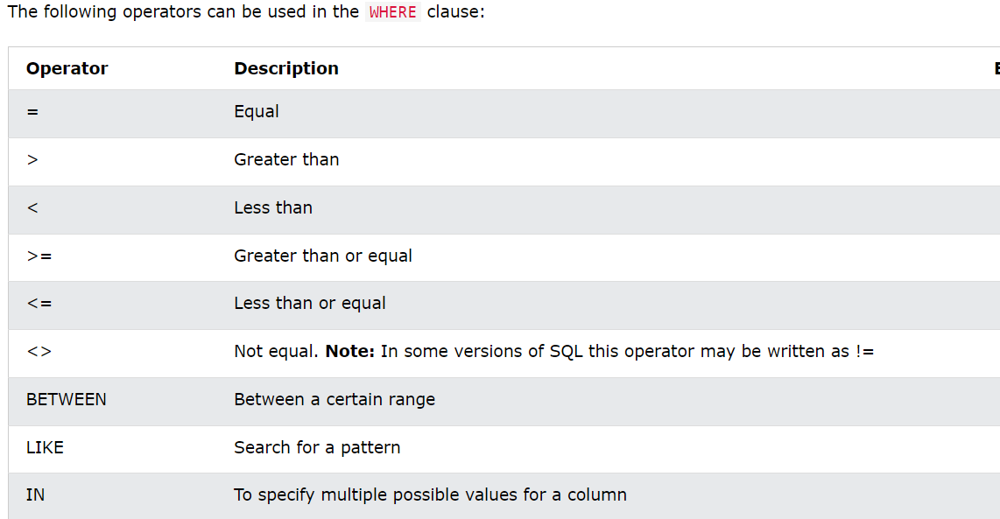 The following operators can be used in the WHERE clause:
Operator Description E
= Equal
> Greater than
< Less than
>= Greater than or equal
<= Less than or equal
<> Not equal. Note: In some versions of SQL this operator may be written as !=
BETWEEN Between a certain range
LIKE Search for a pattern
IN To specify multiple possible values for a column